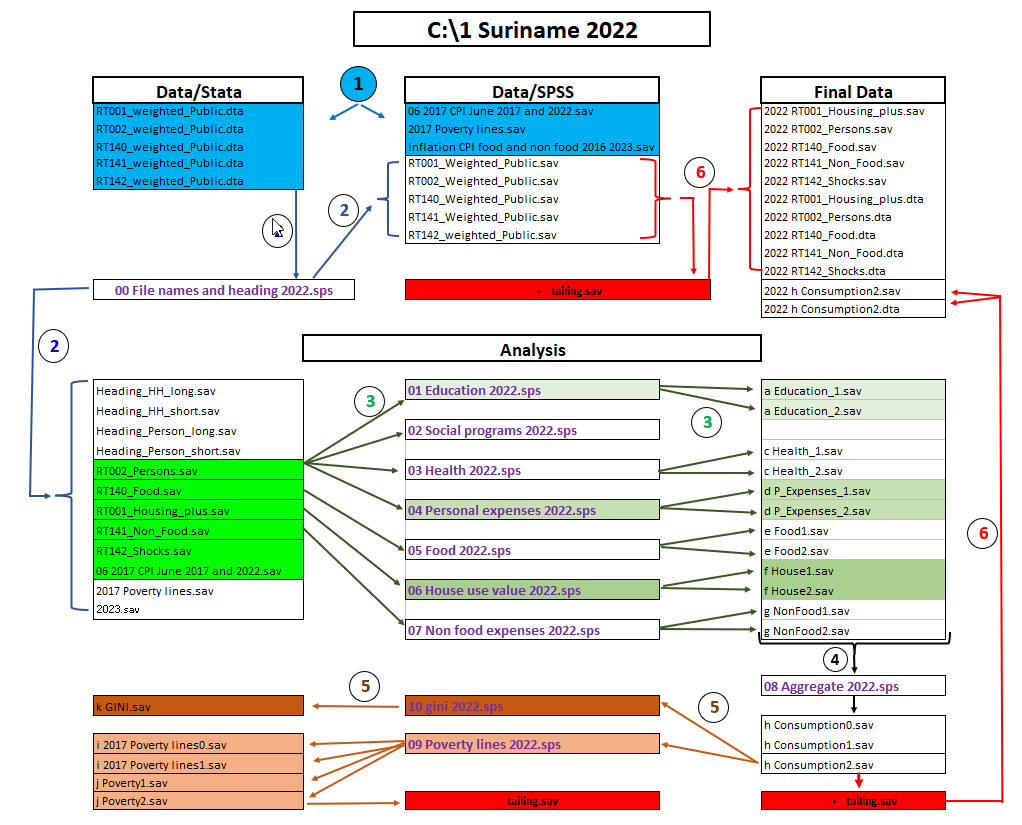 C:\1 Suriname 2022
1
Data/Stata
RT001_weighted_Public.dta
RT002_weighted_Public.dta
RT140_weighted_Public.dta
RT141_weighted_Public.dta
RT142_weighted_Public.dta
Data/SPSS
06 2017 CPI June 2017 and 2022.sav
2017 Poverty lines.sav
Inflation CPI food and non food 2016 2023.sav
RT001_Weighted_Public.sav
RT002_Weighted_Public.sav
RT140_Weighted_Public.sav
RT141_Weighted_Public.sav
RT142_weighted_Public.sav
Final Data
2022 RT001_Housing_plus.sav
2022 RT002_Persons.sav
2022 RT140_Food.sav
2022 RT141_Non_Food.sav
2022 RT142_Shocks.sav
2022 RT001_Housing_plus.dta
2022 RT002_Persons.dta
2022 RT140_Food.dta
2022 RT141_Non_Food.dta
2022 RT142_Shocks.dta
2022 h Consumption2.sav
2022 h Consumption2.dta
2
6
00 File names and heading 2022.sps
+ tailing.sav
2
Analysis
Heading_HH_long.sav
Heading_HH_short.sav
Heading_Person_long.sav
Heading_Person_short.sav
RT002_Persons.sav
RT140_Food.sav
RT001_Housing_plus.sav
RT141_Non_Food.sav
RT142_Shocks.sav
06 2017 CPI June 2017 and 2022.sav
2017 Poverty lines.sav
2023.sav
3
01 Education 2022.sps
02 Social programs 2022.sps
03 Health 2022.sps
04 Personal expenses 2022.sps
05 Food 2022.sps
06 House use value 2022.sps
07 Non food expenses 2022.sps
3
a Education_1.sav
a Education_2.sav
c Health_1.sav
c Health_2.sav
d P_Expenses_1.sav
d P_Expenses_2.sav
e Food1.sav
e Food2.sav
f House1.sav
f House2.sav
g NonFood1.sav
g NonFood2.sav
6
4
08 Aggregate 2022.sps
h Consumption0.sav
h Consumption1.sav
h Consumption2.sav
+ tailing.sav
5
5
k GINI.sav
10 gini 2022.sps
i 2017 Poverty lines0.sav
i 2017 Poverty lines1.sav
j Poverty1.sav
j Poverty2.sav
09 Poverty lines 2022.sps
tailing.sav